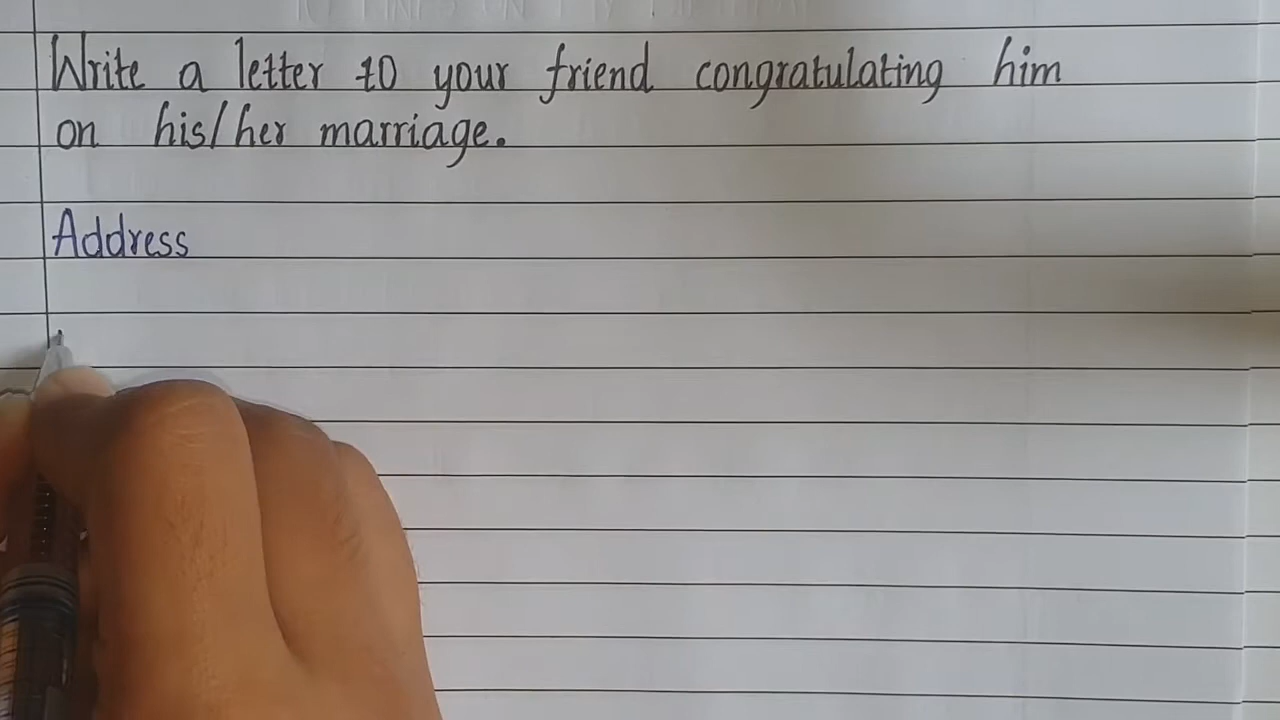 Write a letter to your friend congratulating him
on his/her marriage.
Address